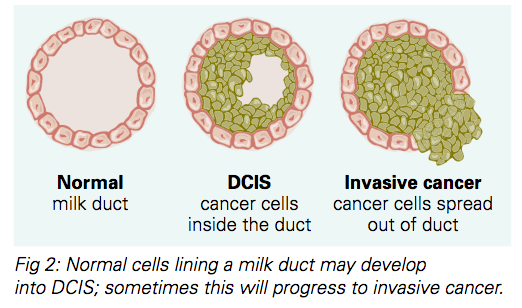 Normal
milk duct
DCIS
cancer cells
inside the duct
Invasive cancer
cancer cells spread
out of duct
Fig 2: Normal cells lining a milk duct may develop
into DCIS; sometimes this will progress to invasive cancer.